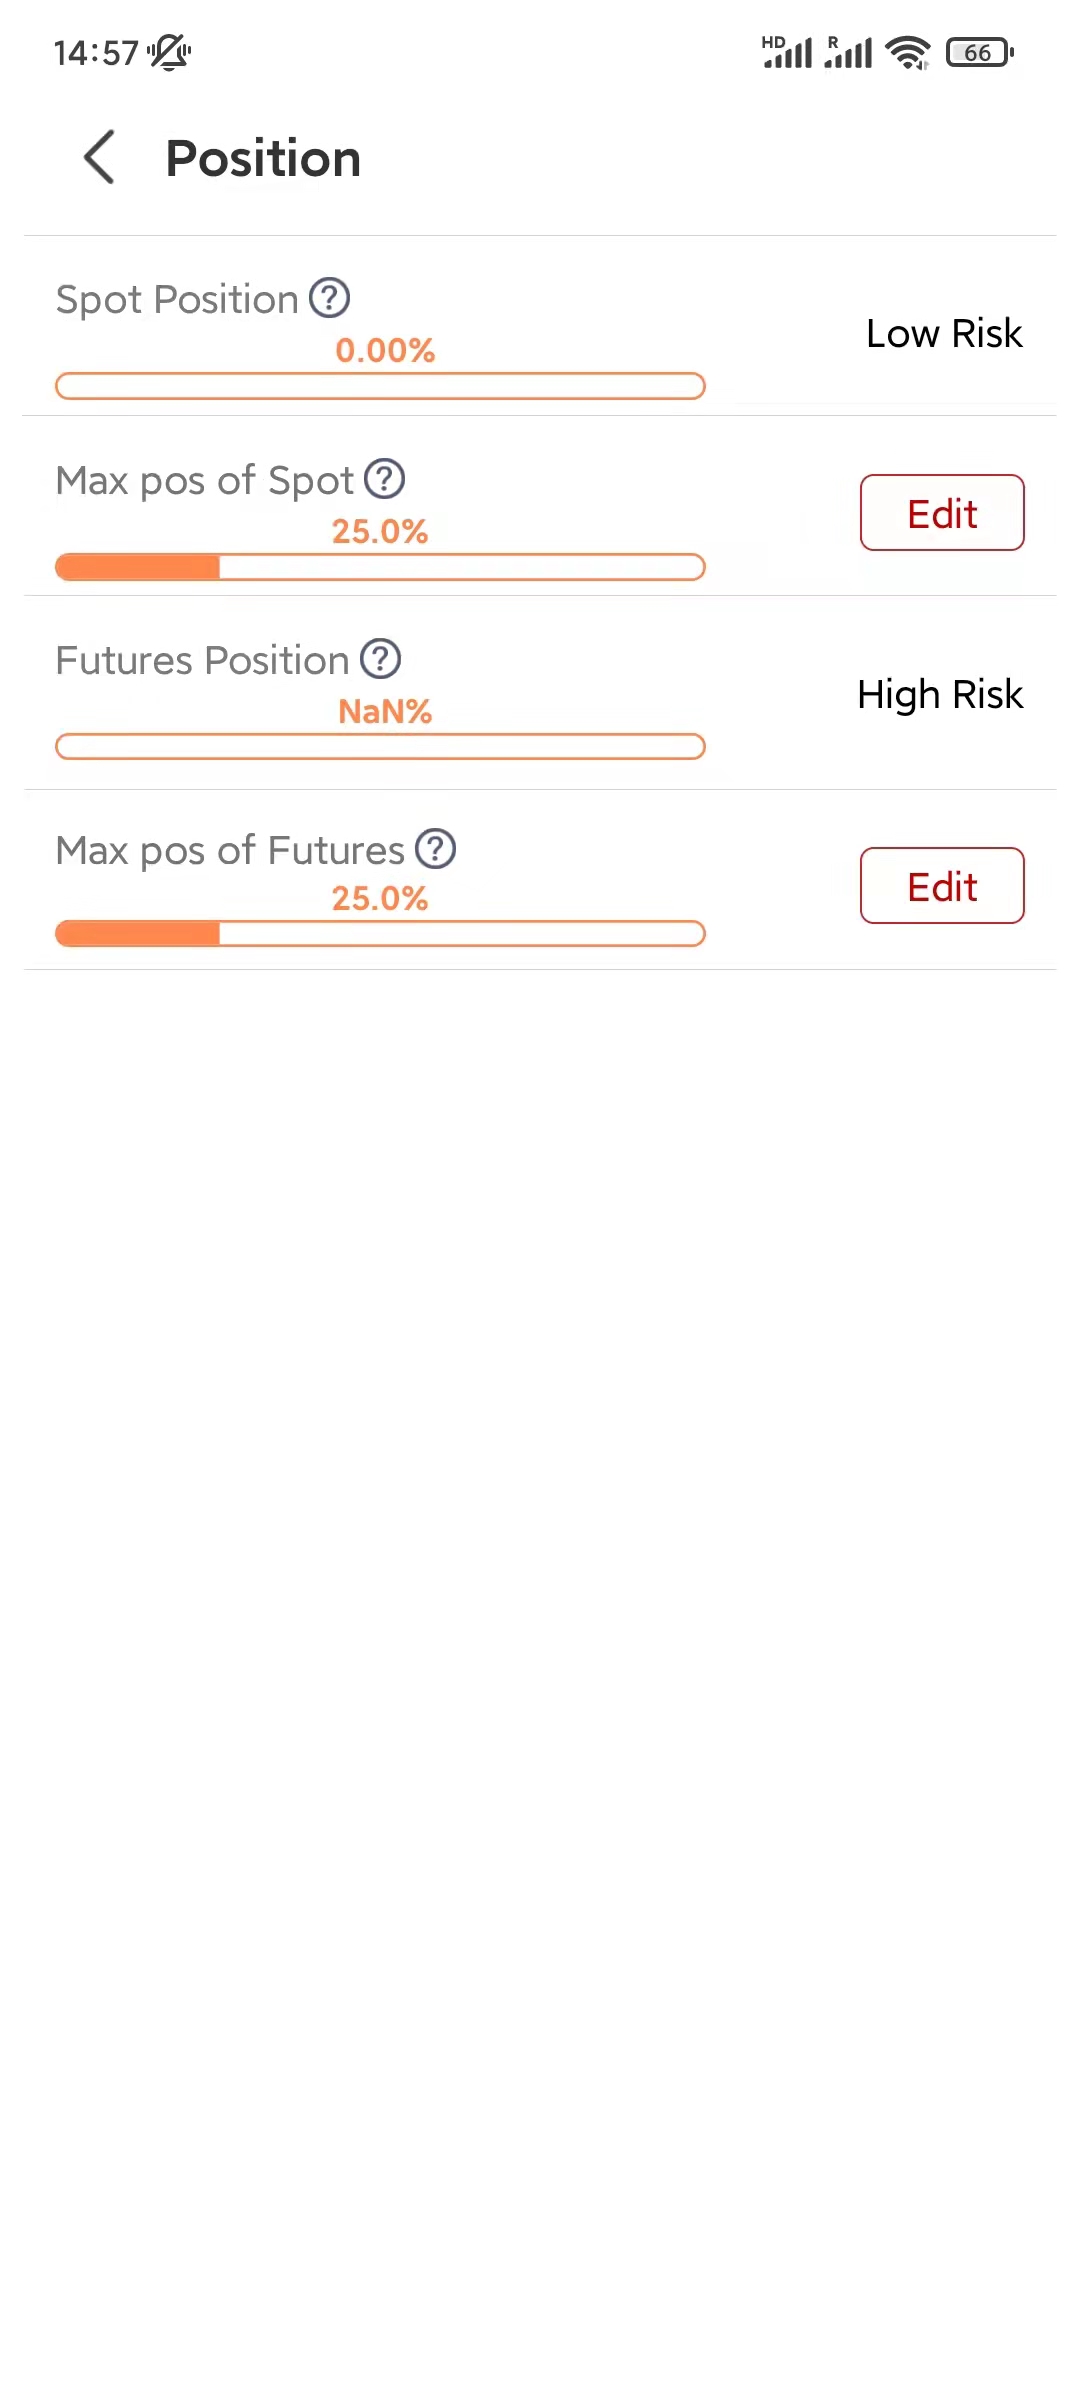 14:57 HD R 66
Position
Spot Position ?
0.00%
Low Risk
Max pos of Spot ?
25.0%
Edit
Futures Position ?
NaN%
High Risk
Max pos of Futures ?
25.0%
Edit